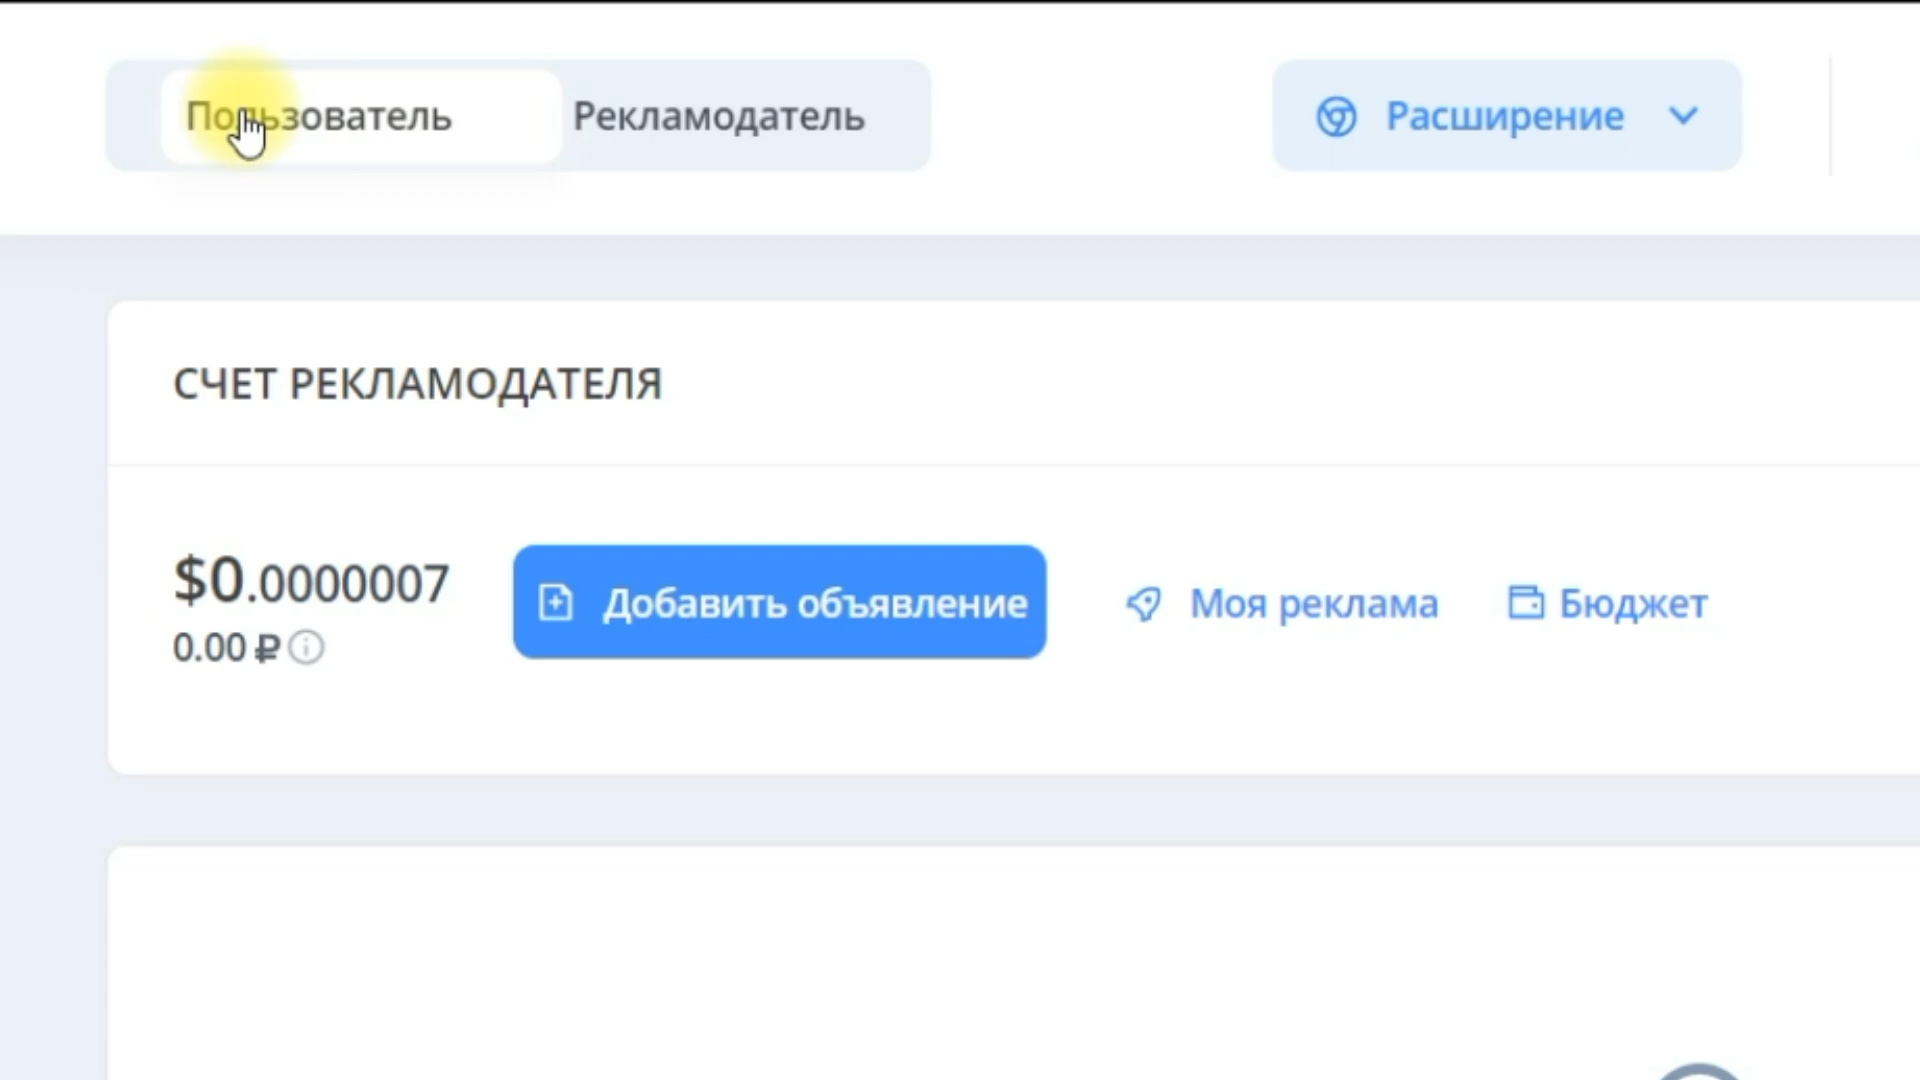 Пользователь Рекламодатель Расширение
СЧЕТ РЕКЛАМОДАТЕЛЯ
$0.0000007
0.00 ₽
Добавить объявление Моя реклама Бюджет